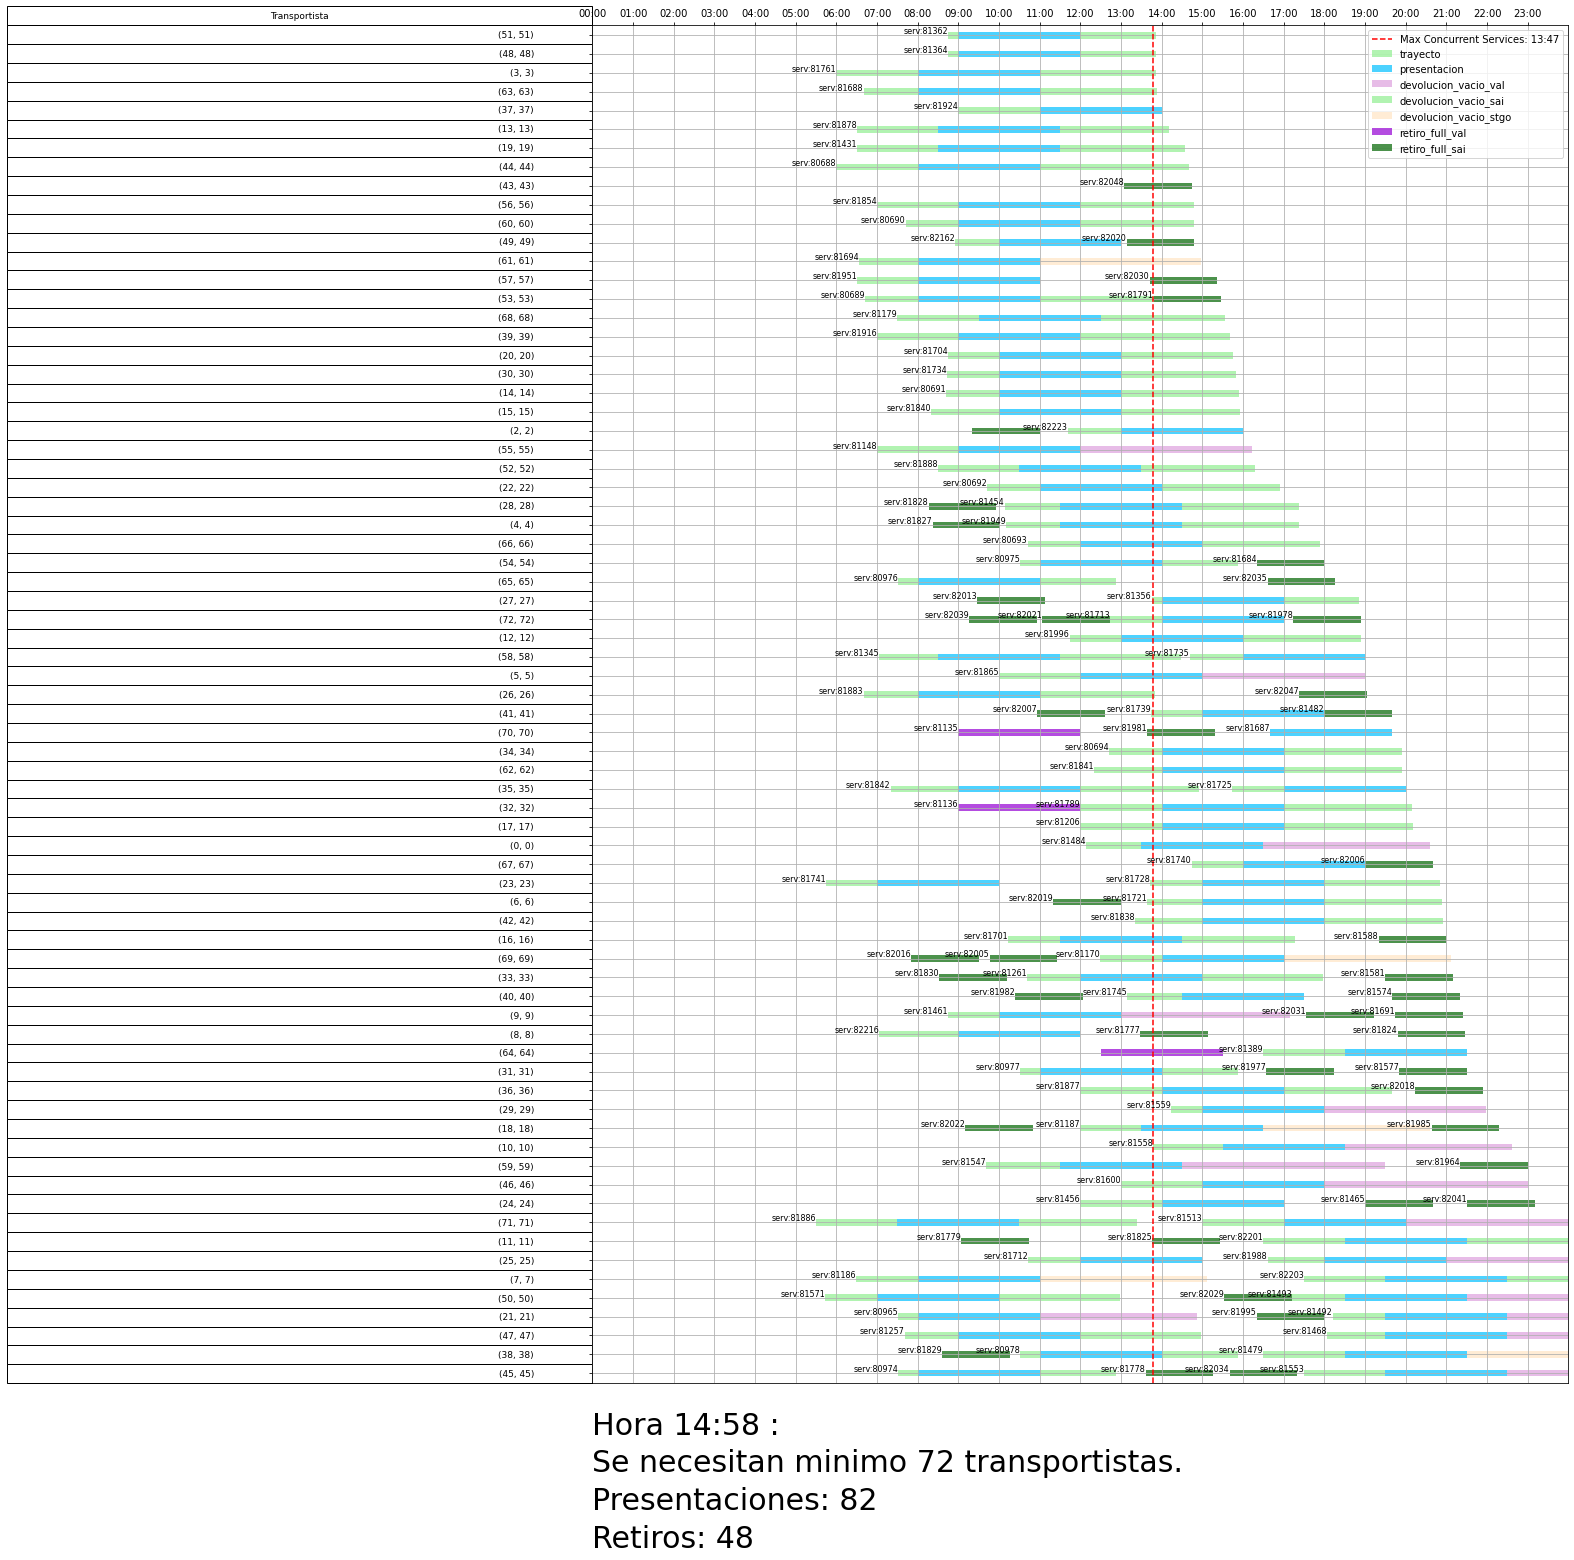 Transportista
00:00 01:00 02:00 03:00 04:00 05:00 06:00 07:00 08:00 09:00 10:00 11:00 12:00 13:00 14:00 15:00 16:00 17:00 18:00 19:00 20:00 21:00 22:00 23:00
Max Concurrent Services: 13:47
trayecto
presentacion
devolucion_vacio_val
devolucion_vacio_sai
devolucion_vacio_stgo
retiro_full_val
retiro_full_sai
(51, 51) serv:81362
(48, 48) serv:81364
(3, 3) serv:81761
(63, 63) serv:81688
(37, 37) serv:81924
(13, 13) serv:81878
(19, 19) serv:81431
(44, 44) serv:80688
(43, 43) serv:82048
(56, 56) serv:81854
(60, 60) serv:80690
(49, 49) serv:82162 serv:82020
(61, 61) serv:81694
(57, 57) serv:81951 serv:82030
(53, 53) serv:80689 serv:81791
(68, 68) serv:81179
(39, 39) serv:81916
(20, 20) serv:81704
(30, 30) serv:81734
(14, 14) serv:80691
(15, 15) serv:81840
(2, 2) serv:82223
(55, 55) serv:81148
(52, 52) serv:81888
(22, 22) serv:80692
(28, 28) serv:81828 serv:81454
(4, 4) serv:81827 serv:81949
(66, 66) serv:80693
(54, 54) serv:80975 serv:81684
(65, 65) serv:80976 serv:82035
(27, 27) serv:82013 serv:81356
(72, 72) serv:82039 serv:82021 serv:81713 serv:81978
(12, 12) serv:81996
(58, 58) serv:81345 serv:81735
(5, 5) serv:81865
(26, 26) serv:81883 serv:82047
(41, 41) serv:82007 serv:81739 serv:81482
(70, 70) serv:81135 serv:81981 serv:81687
(34, 34) serv:80694
(62, 62) serv:81841
(35, 35) serv:81842 serv:81725
(32, 32) serv:81136 serv:81789
(17, 17) serv:81206
(0, 0) serv:81484
(67, 67) serv:81740 serv:82006
(23, 23) serv:81741 serv:81728
(6, 6) serv:82019 serv:81721
(42, 42) serv:81838
(16, 16) serv:81701 serv:81588
(69, 69) serv:82016 serv:82005 serv:81170
(33, 33) serv:81830 serv:81261 serv:81581
(40, 40) serv:81982 serv:81745 serv:81574
(9, 9) serv:81461 serv:82031 serv:81691
(8, 8) serv:82216 serv:81777 serv:81824
(64, 64) serv:81389
(31, 31) serv:80977 serv:81977 serv:81577
(36, 36) serv:81877 serv:82018
(29, 29) serv:81559
(18, 18) serv:82022 serv:81187 serv:81985
(10, 10) serv:81558
(59, 59) serv:81547 serv:81964
(46, 46) serv:81600
(24, 24) serv:81456 serv:81465 serv:82041
(71, 71) serv:81886 serv:81513
(11, 11) serv:81779 serv:81825 serv:82201
(25, 25) serv:81712 serv:81988
(7, 7) serv:81186 serv:82203
(50, 50) serv:81571 serv:82029 serv:81493
(21, 21) serv:80965 serv:81995 serv:81492
(47, 47) serv:81257 serv:81468
(38, 38) serv:81829 serv:80978 serv:81479
(45, 45) serv:80974 serv:81778 serv:82034 serv:81553
Hora 14:58 :
Se necesitan minimo 72 transportistas.
Presentaciones: 82
Retiros: 48